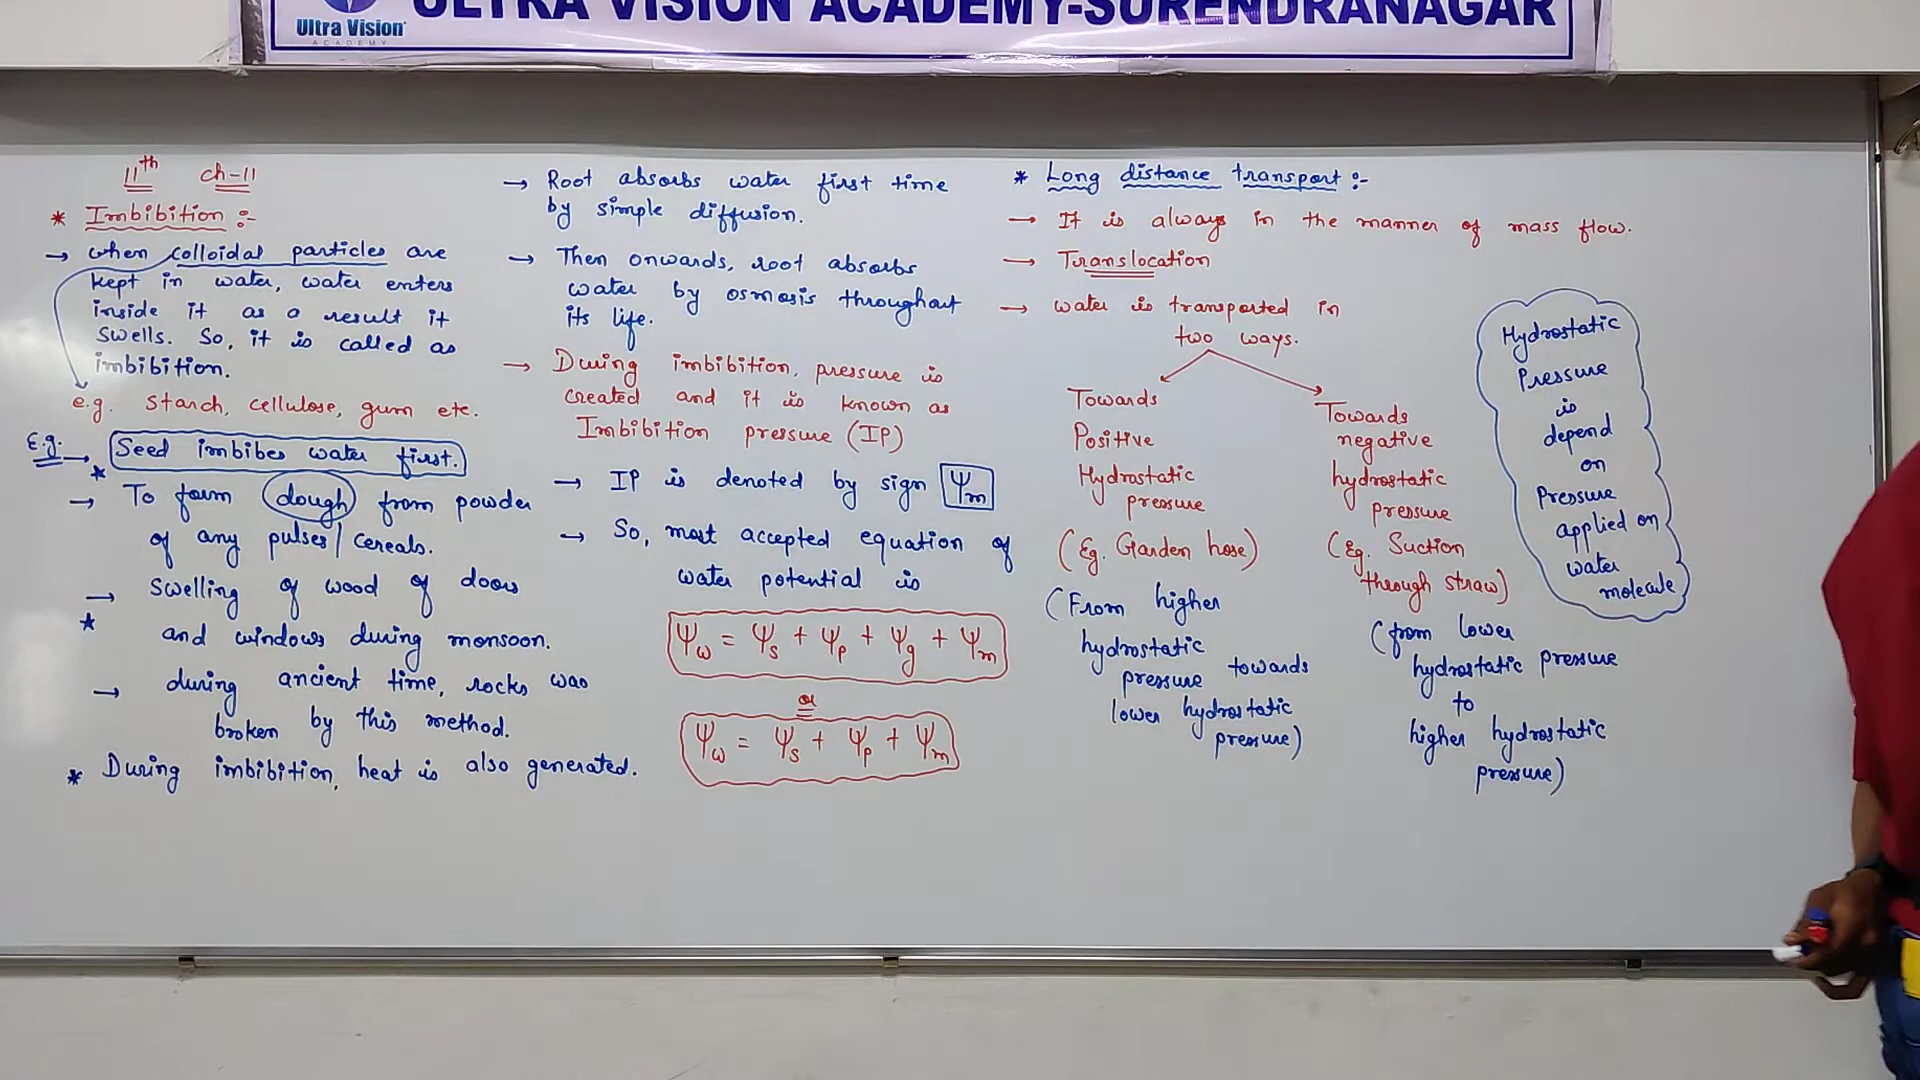 ULTRA VISION ACADEMY-SURENDRANAGAR
Ultra Vision
ACADEMY
11th ch-11
* Imbibition :-
→ when colloidal particles are
kept in water, water enters
inside it as a result it
swells. So, it is called as
imbibition.
e.g. Starch, cellulose, gum etc.
E.g. → Seed imbibes water first.
*
→ To form dough from powder
of any pulses/cereals.
→ Swelling of wood of doors
* and windows during monsoon.
→ during ancient time, rocks was
broken by this method.
* During imbibition, heat is also generated.
→ Root absorbs water first time
by simple diffusion.
→ Then onwards, root absorbs
water by osmosis throughout
its life.
→ During imbibition, pressure is
created and it is known as
Imbibition pressure (IP)
→ IP is denoted by sign Ψm
→ So, most accepted equation of
water potential is
Ψw = Ψs + Ψp + Ψg + Ψm
or
Ψw = Ψs + Ψp + Ψm
* Long distance transport :-
→ It is always in the manner of mass flow.
→ Translocation
→ water is transported in
two ways.
Towards
Positive
Hydrostatic
pressure
(Eg. Garden hose)
(From higher
hydrostatic
pressure towards
lower hydrostatic
pressure)
Towards
negative
hydrostatic
pressure
(Eg. Suction
through straw)
(from lower
hydrostatic pressure
to
higher hydrostatic
pressure)
Hydrostatic
Pressure
is
depend
on
Pressure
applied on
water
molecule